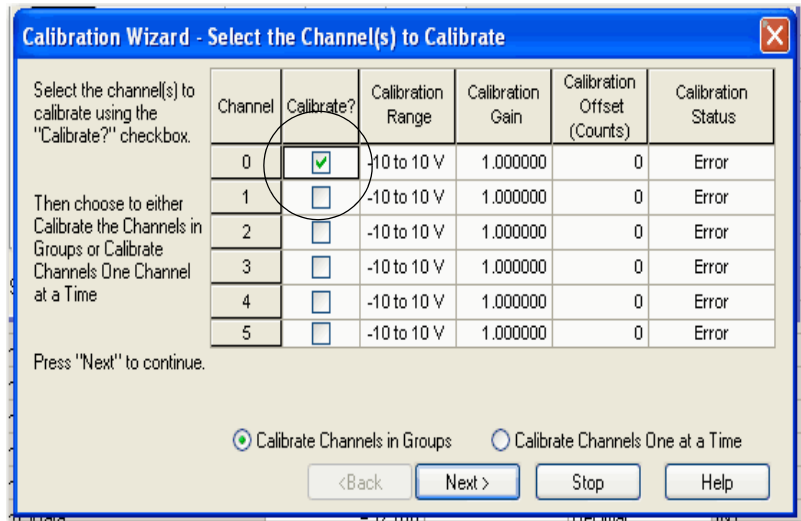 Calibration Wizard - Select the Channel(s) to Calibrate
Select the channel(s) to
calibrate using the
"Calibrate?" checkbox.
Then choose to either
Calibrate the Channels in
Groups or Calibrate
Channels One Channel
at a Time
Press "Next" to continue.
Channel Calibrate? Calibration Range Calibration Gain Calibration Offset (Counts) Calibration Status
0 -10 to 10 V 1.000000 0 Error
1 -10 to 10 V 1.000000 0 Error
2 -10 to 10 V 1.000000 0 Error
3 -10 to 10 V 1.000000 0 Error
4 -10 to 10 V 1.000000 0 Error
5 -10 to 10 V 1.000000 0 Error
Calibrate Channels in Groups Calibrate Channels One at a Time
<Back Next > Stop Help